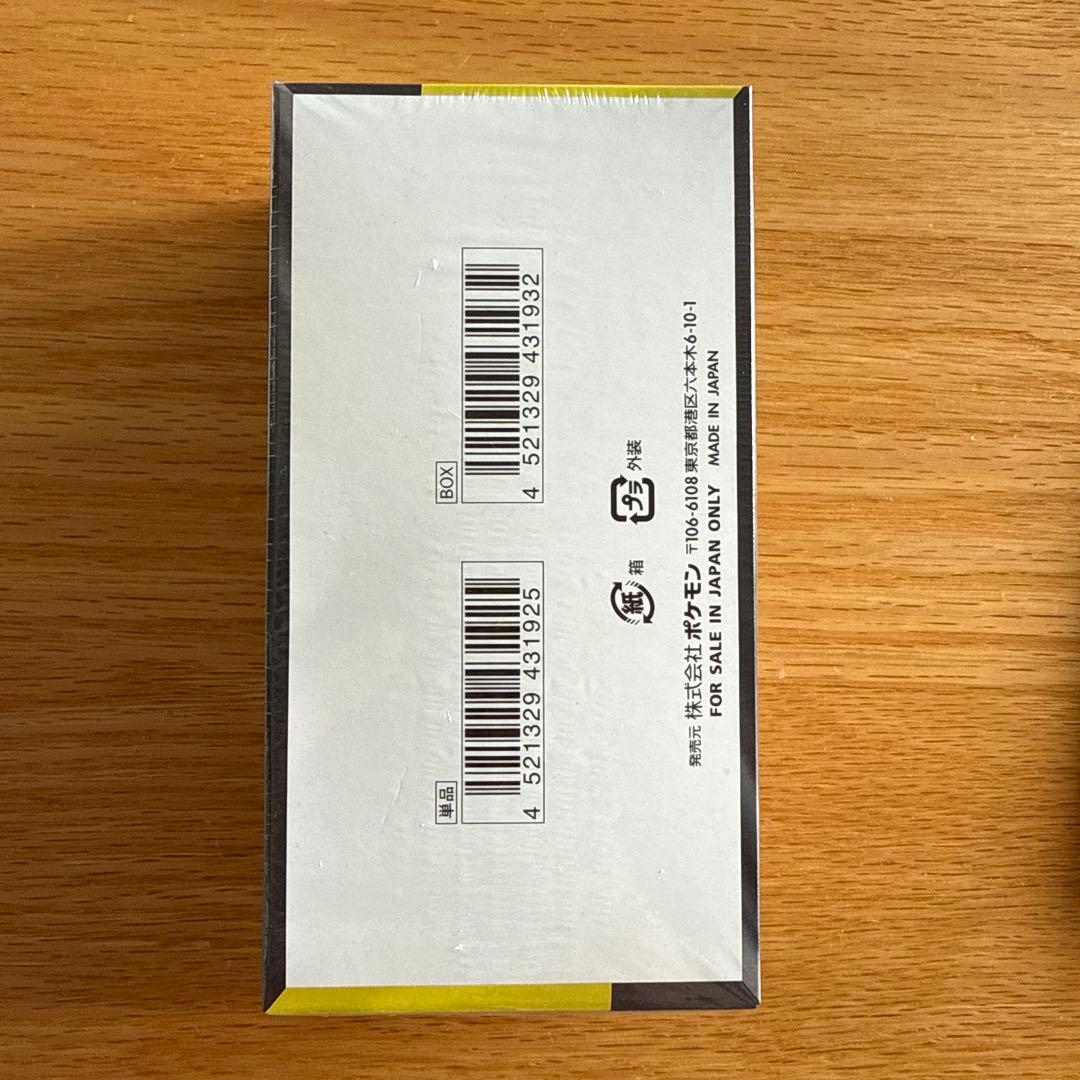 単品
4 521329 431925
BOX
4 521329 431932
紙 箱
プラ 外装
発売元 株式会社ポケモン 〒106-6108 東京都港区六本木6-10-1
FOR SALE IN JAPAN ONLY MADE IN JAPAN